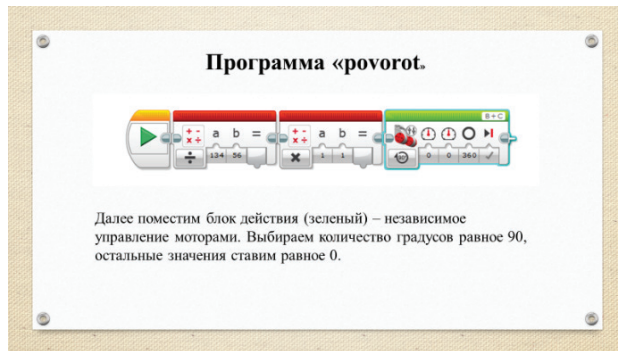 Программа «povorot»
B+C
a b = a b =
134 56 1 1 0 0 360
Далее поместим блок действия (зеленый) – независимое
управление моторами. Выбираем количество градусов равное 90,
остальные значения ставим равное 0.